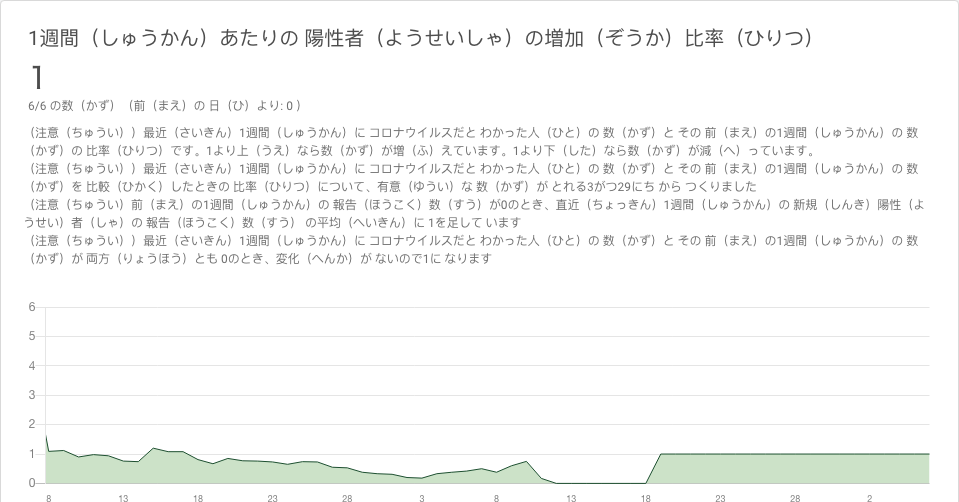 1週間（しゅうかん）あたりの 陽性者（ようせいしゃ）の増加（ぞうか）比率（ひりつ）
1
6/6 の数（かず）（前（まえ）の 日（ひ）より: 0 ）
（注意（ちゅうい））最近（さいきん）1週間（しゅうかん）に コロナウイルスだと わかった人（ひと）の 数（かず）と その 前（まえ）の1週間（しゅうかん）の 数
（かず）の 比率（ひりつ）です。1より上（うえ）なら数（かず）が増（ふ）えています。1より下（した）なら数（かず）が減（へ）っています。
（注意（ちゅうい））最近（さいきん）1週間（しゅうかん）に コロナウイルスだと わかった人（ひと）の 数（かず）と その 前（まえ）の1週間（しゅうかん）の 数
（かず）を 比較（ひかく）したときの 比率（ひりつ）について、有意（ゆうい）な 数（かず）が とれる3がつ29にち から つくりました
（注意（ちゅうい）前（まえ）の1週間（しゅうかん）の 報告（ほうこく）数（すう）が0のとき、直近（ちょっきん）1週間（しゅうかん）の 新規（しんき）陽性（よ
うせい）者（しゃ）の 報告（ほうこく）数（すう） の平均（へいきん）に 1を足して います
（注意（ちゅうい））最近（さいきん）1週間（しゅうかん）に コロナウイルスだと わかった人（ひと）の 数（かず）と その 前（まえ）の1週間（しゅうかん）の 数
（かず）が 両方（りょうほう）とも 0のとき、変化（へんか）が ないので1に なります
6
5
4
3
2
1
0
8 13 18 23 28 3 8 13 18 23 28 2